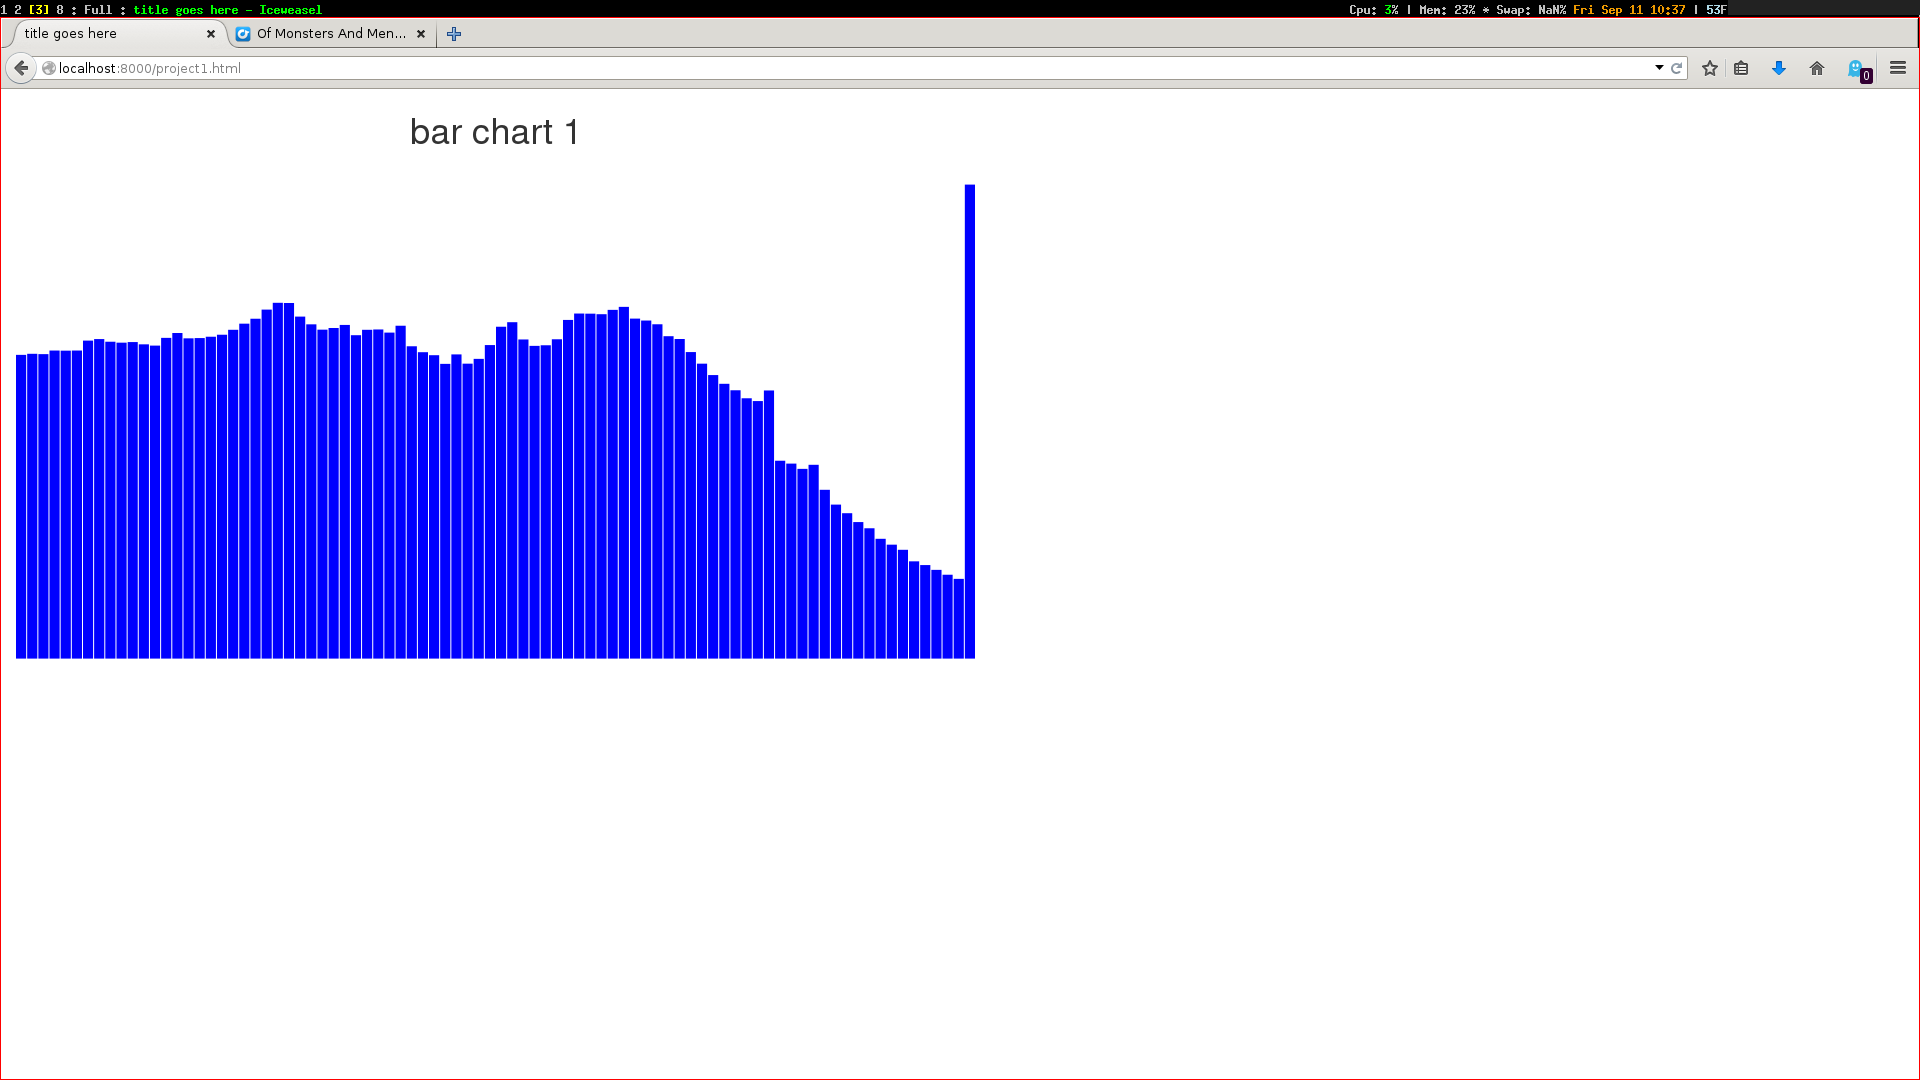 1 2 [3] 8 : Full : title goes here - Iceweasel
Cpu: 3% | Mem: 23% * Swap: NaN% Fri Sep 11 10:37 | 53F
title goes here
Of Monsters And Men...
localhost:8000/project1.html
0
bar chart 1